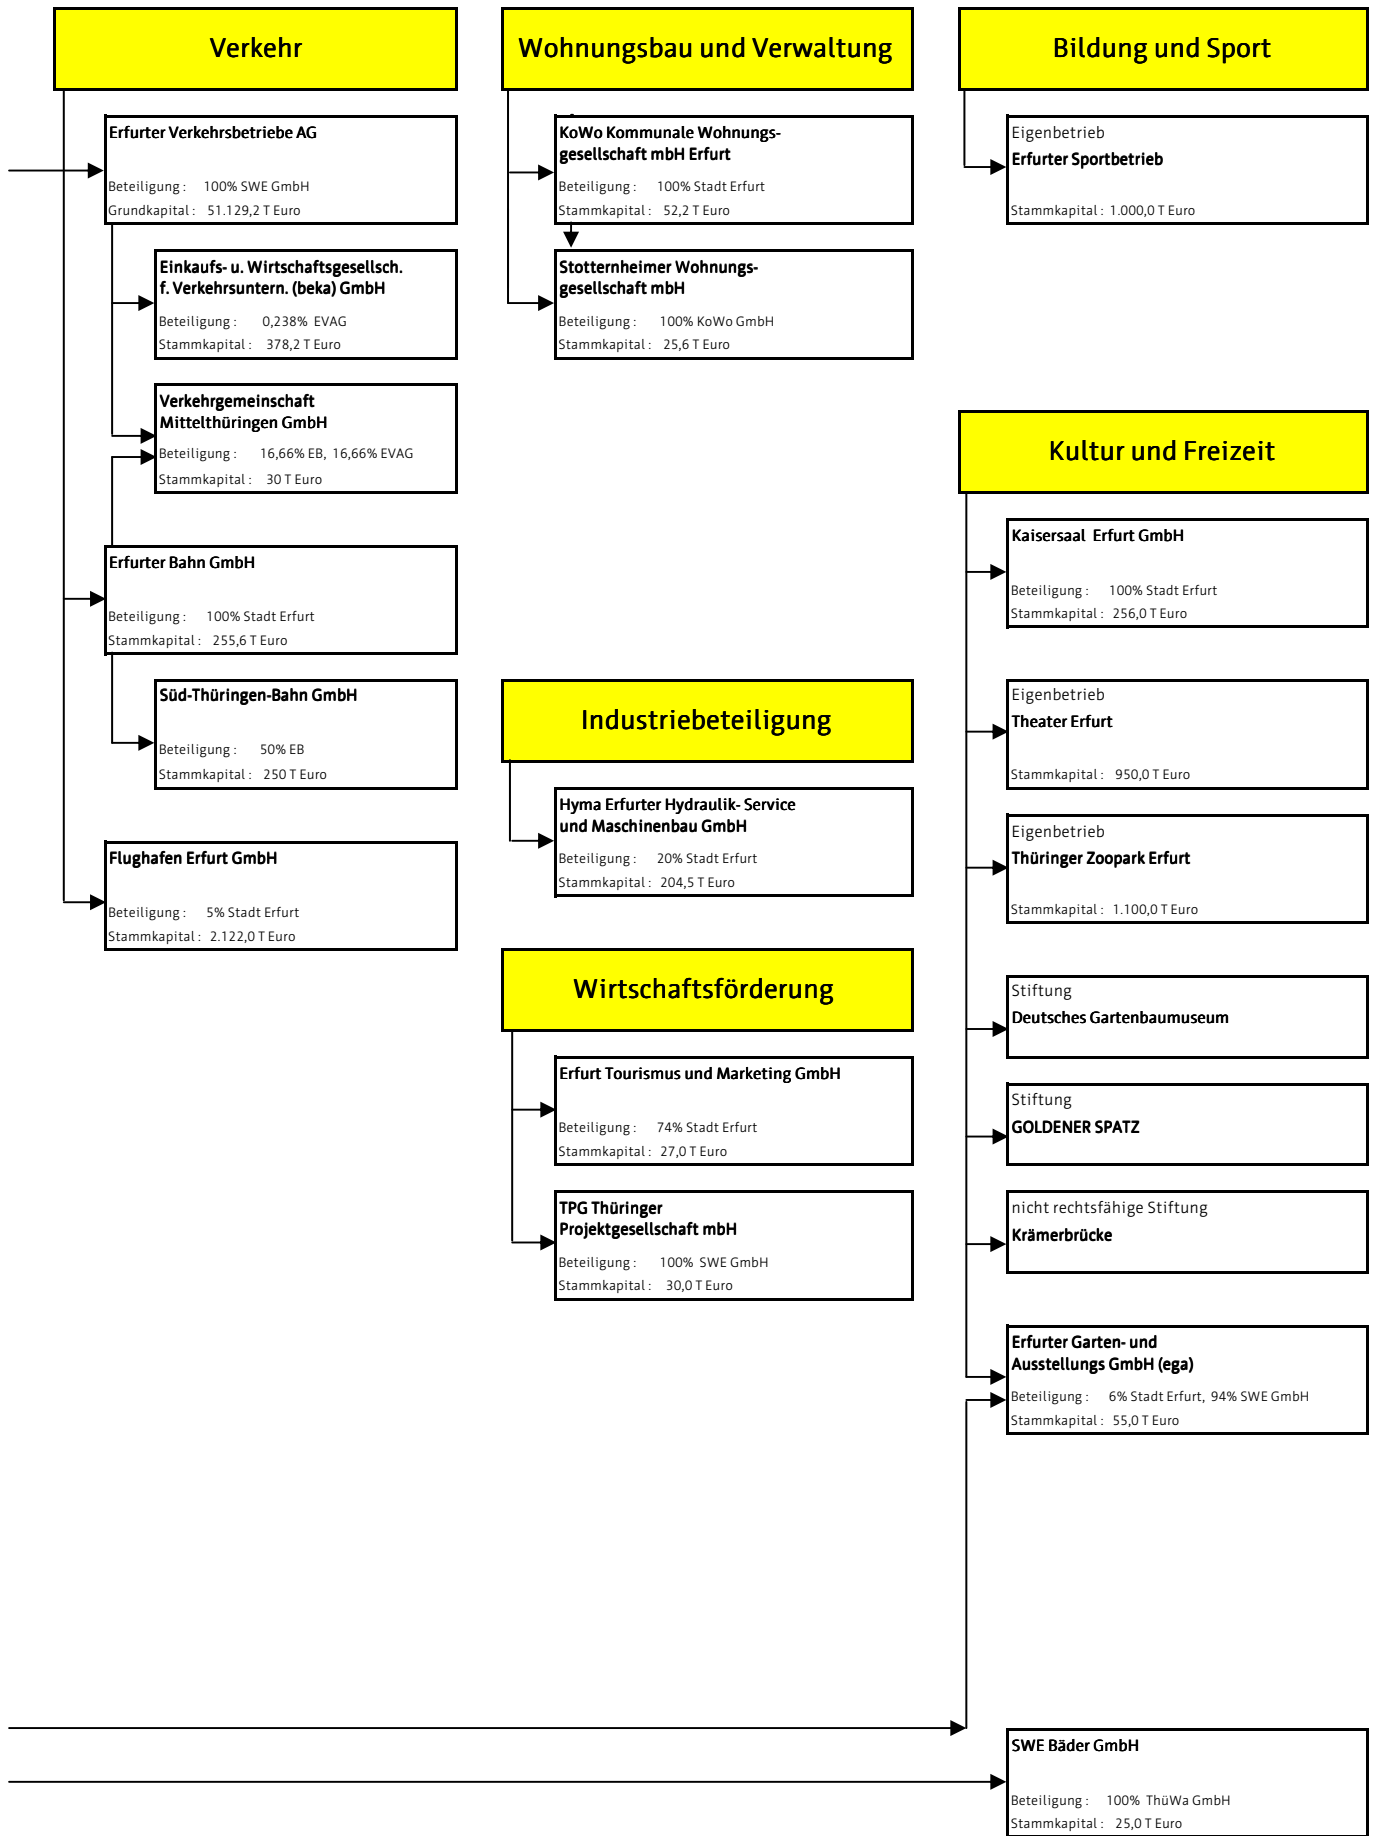 Verkehr
Erfurter Verkehrsbetriebe AG
Beteiligung : 100% SWE GmbH
Grundkapital : 51.129,2 T Euro
Einkaufs- u. Wirtschaftsgesellsch.
f. Verkehrsuntern. (beka) GmbH
Beteiligung : 0,238% EVAG
Stammkapital : 378,2 T Euro
Verkehrgemeinschaft
Mittelthüringen GmbH
Beteiligung : 16,66% EB, 16,66% EVAG
Stammkapital : 30 T Euro
Erfurter Bahn GmbH
Beteiligung : 100% Stadt Erfurt
Stammkapital : 255,6 T Euro
Süd-Thüringen-Bahn GmbH
Beteiligung : 50% EB
Stammkapital : 250 T Euro
Flughafen Erfurt GmbH
Beteiligung : 5% Stadt Erfurt
Stammkapital : 2.122,0 T Euro
Wohnungsbau und Verwaltung
KoWo Kommunale Wohnungs-
gesellschaft mbH Erfurt
Beteiligung : 100% Stadt Erfurt
Stammkapital : 52,2 T Euro
Stotternheimer Wohnungs-
gesellschaft mbH
Beteiligung : 100% KoWo GmbH
Stammkapital : 25,6 T Euro
Industriebeteiligung
Hyma Erfurter Hydraulik- Service
und Maschinenbau GmbH
Beteiligung : 20% Stadt Erfurt
Stammkapital : 204,5 T Euro
Wirtschaftsförderung
Erfurt Tourismus und Marketing GmbH
Beteiligung : 74% Stadt Erfurt
Stammkapital : 27,0 T Euro
TPG Thüringer
Projektgesellschaft mbH
Beteiligung : 100% SWE GmbH
Stammkapital : 30,0 T Euro
Bildung und Sport
Eigenbetrieb
Erfurter Sportbetrieb
Stammkapital : 1.000,0 T Euro
Kultur und Freizeit
Kaisersaal Erfurt GmbH
Beteiligung : 100% Stadt Erfurt
Stammkapital : 256,0 T Euro
Eigenbetrieb
Theater Erfurt
Stammkapital : 950,0 T Euro
Eigenbetrieb
Thüringer Zoopark Erfurt
Stammkapital : 1.100,0 T Euro
Stiftung
Deutsches Gartenbaumuseum
Stiftung
GOLDENER SPATZ
nicht rechtsfähige Stiftung
Krämerbrücke
Erfurter Garten- und
Ausstellungs GmbH (ega)
Beteiligung : 6% Stadt Erfurt, 94% SWE GmbH
Stammkapital : 55,0 T Euro
SWE Bäder GmbH
Beteiligung : 100% ThüWa GmbH
Stammkapital : 25,0 T Euro